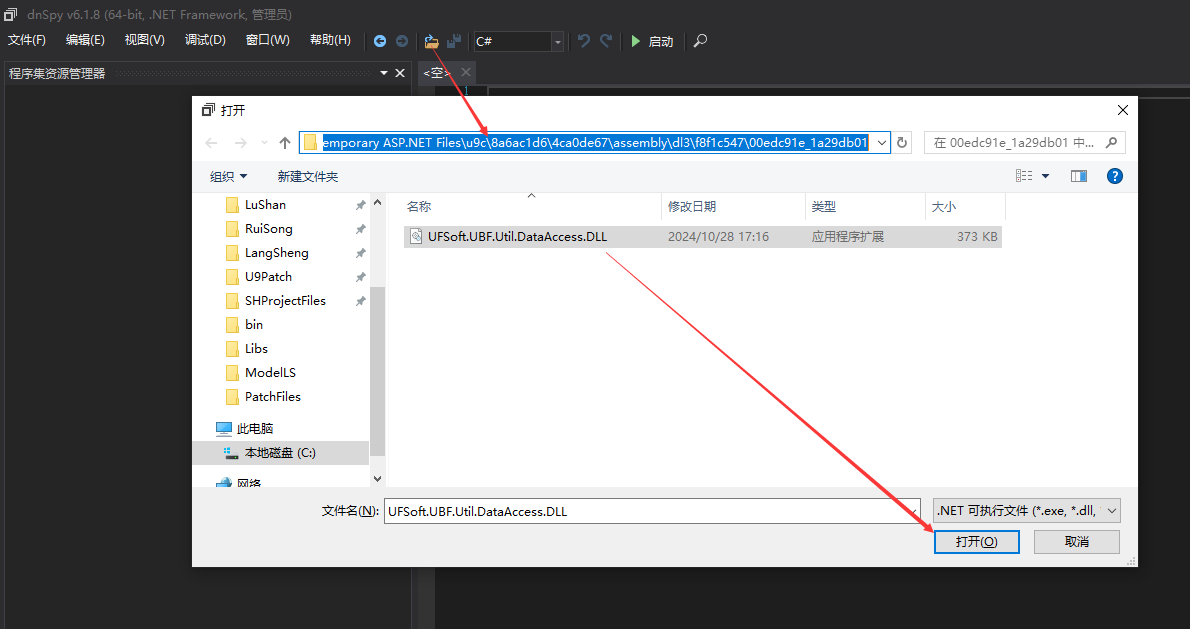 dnSpy v6.1.8 (64-bit, .NET Framework, 管理员)
文件(F) 编辑(E) 视图(V) 调试(D) 窗口(W) 帮助(H) C# 启动
程序集资源管理器 <空>
1
打开
emporary ASP.NET Files\u9c\8a6ac1d6\4ca0de67\assembly\dl3\f8f1c547\00edc91e_1a29db01 在 00edc91e_1a29db01 中...
组织 新建文件夹
LuShan
RuiSong
LangSheng
U9Patch
SHProjectFiles
bin
Libs
ModelLS
PatchFiles
此电脑
本地磁盘 (C:)
网络
名称 修改日期 类型 大小
UFSoft.UBF.Util.DataAccess.DLL 2024/10/28 17:16 应用程序扩展 373 KB
文件名(N): UFSoft.UBF.Util.DataAccess.DLL .NET 可执行文件 (*.exe, *.dll,
打开(O) 取消